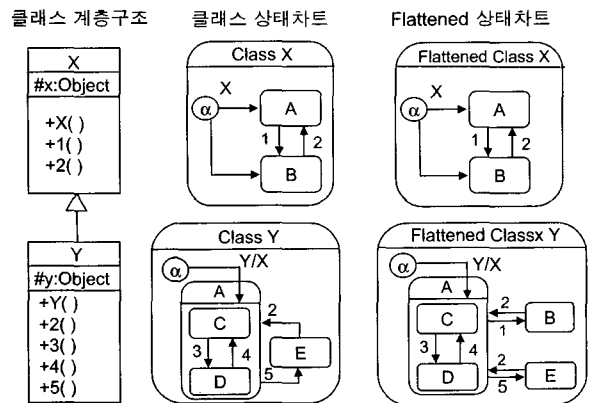 클래스 계층구조
클래스 상태차트
Flattened 상태차트
X
#x:Object
+X( )
+1( )
+2( )
Class X
α
X
A
1
2
B
Flattened Class X
α
X
A
1
2
B
Y
#y:Object
+Y( )
+2( )
+3( )
+4( )
+5( )
Class Y
α
Y/X
A
C
3
4
D
2
E
5
Flattened Classx Y
α
Y/X
A
C
3
4
D
2
B
1
2
E
5